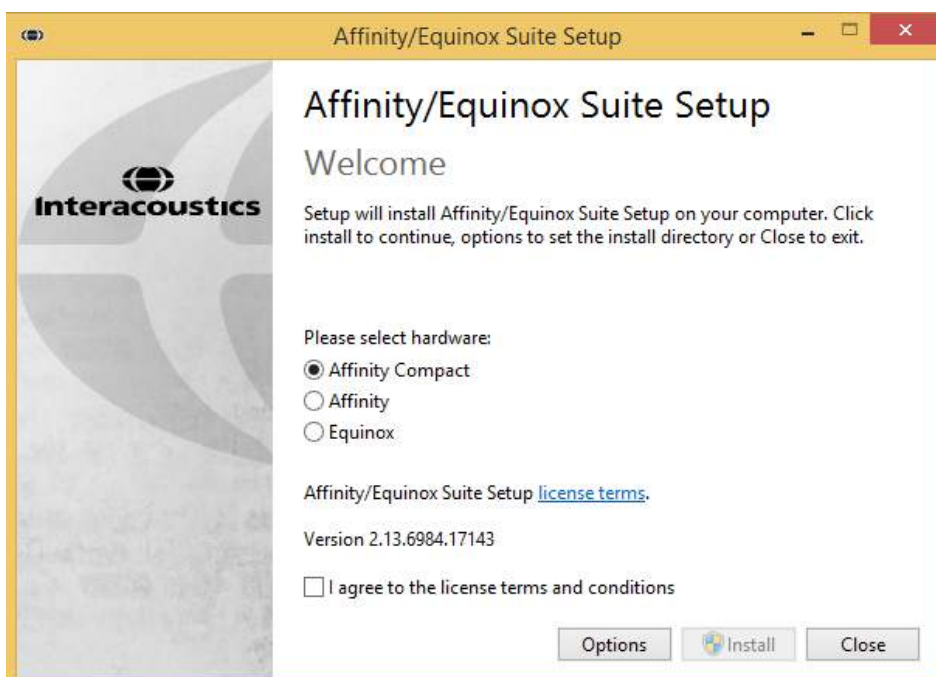 Affinity/Equinox Suite Setup
Interacoustics
Affinity/Equinox Suite Setup
Welcome
Setup will install Affinity/Equinox Suite Setup on your computer. Click
install to continue, options to set the install directory or Close to exit.
Please select hardware:
Affinity Compact
Affinity
Equinox
Affinity/Equinox Suite Setup license terms.
Version 2.13.6984.17143
I agree to the license terms and conditions
Options
Install
Close